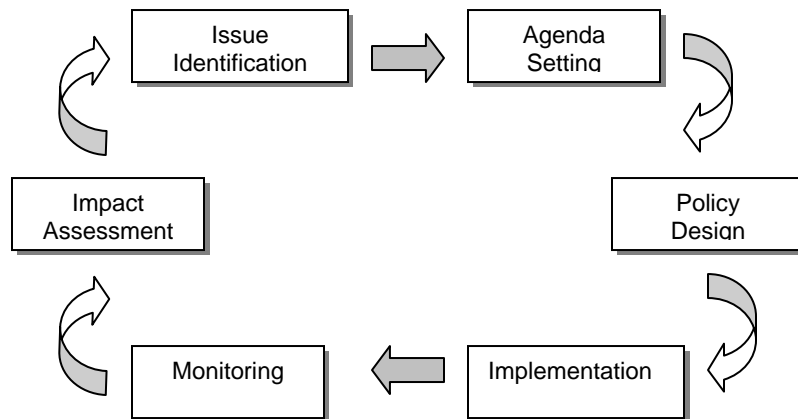 Issue
Identification
Agenda
Setting
Impact
Assessment
Policy
Design
Monitoring
Implementation